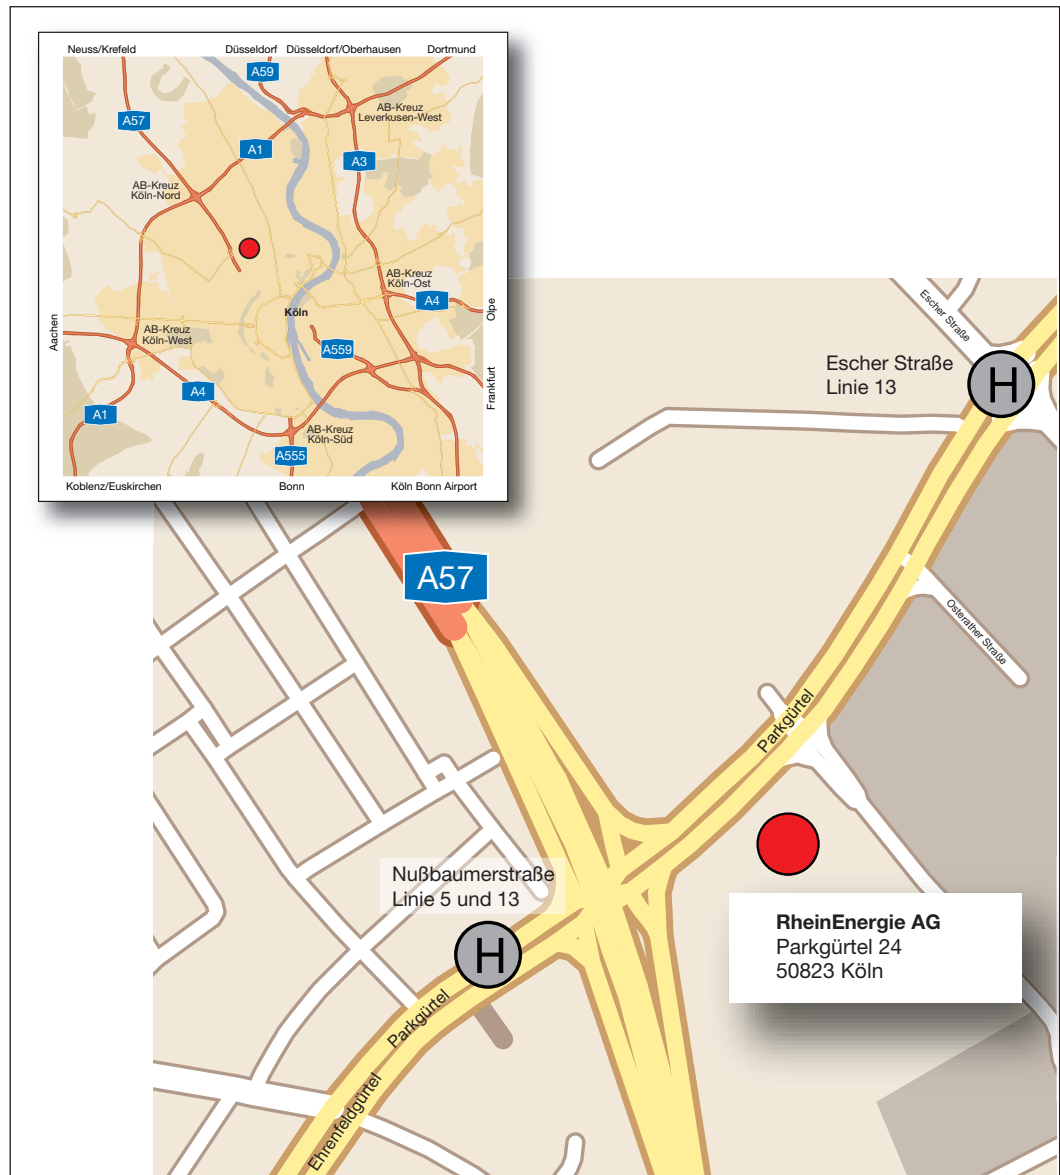 Neuss/Krefeld
Düsseldorf
Düsseldorf/Oberhausen
Dortmund
A59
AB-Kreuz
Leverkusen-West
A57
A1
A3
AB-Kreuz
Köln-Nord
AB-Kreuz
Köln-Ost
A4
Olpe
Köln
Aachen
AB-Kreuz
Köln-West
A559
Frankfurt
A4
A1
AB-Kreuz
Köln-Süd
A555
Koblenz/Euskirchen
Bonn
Köln Bonn Airport
Escher Straße
Escher Straße
Linie 13
H
A57
Osterather Straße
Parkgürtel
Nußbaumerstraße
Linie 5 und 13
H
RheinEnergie AG
Parkgürtel 24
50823 Köln
Parkgürtel
Ehrenfeldgürtel